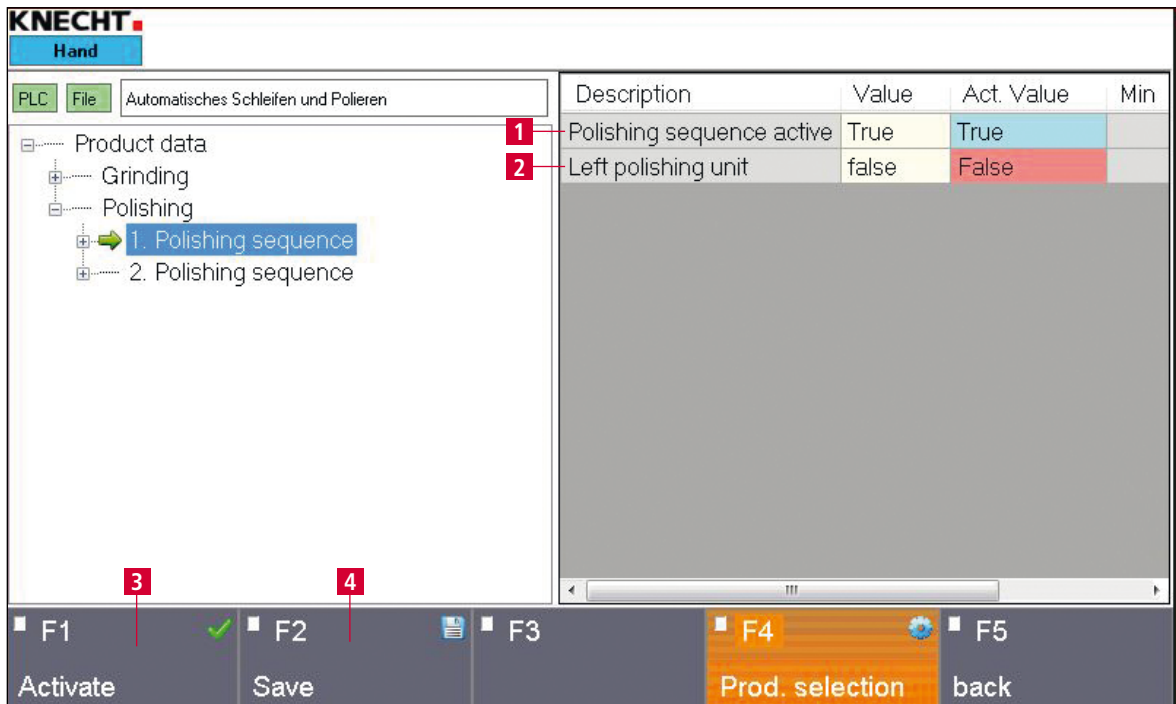 KNECHT
Hand
PLC File Automatisches Schleifen und Polieren
Product data
Grinding
Polishing
1. Polishing sequence
2. Polishing sequence
Description Value Act. Value Min
1 Polishing sequence active True True
2 Left polishing unit false False
3 4
F1 F2 F3 F4 F5
Activate Save Prod. selection back